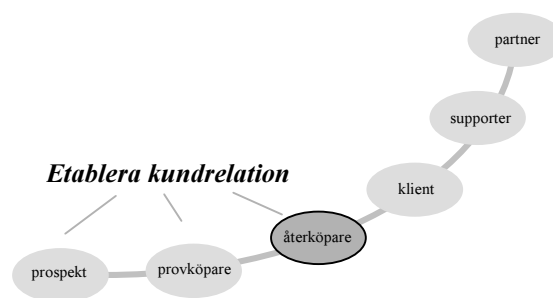 partner
supporter
Etablera kundrelation
klient
återköpare
prospekt
provköpare